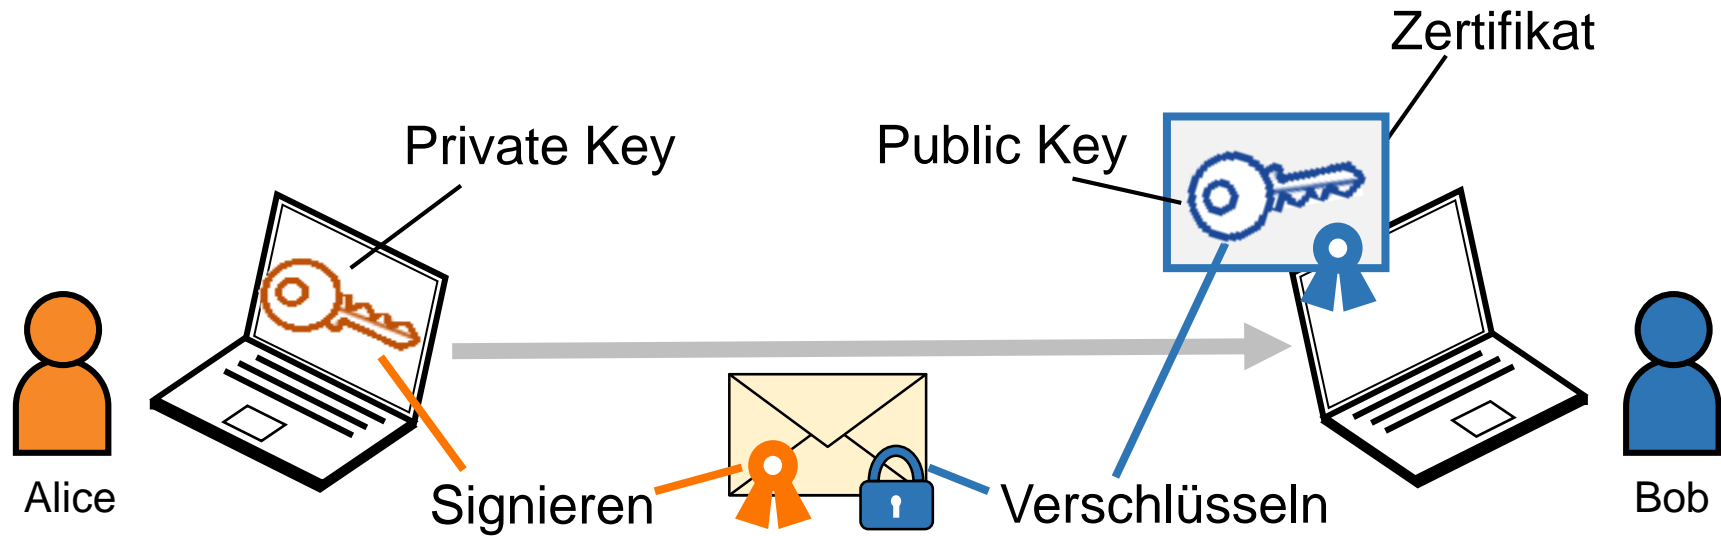 Zertifikat
Private Key
Public Key
Alice
Signieren
Verschlüsseln
Bob